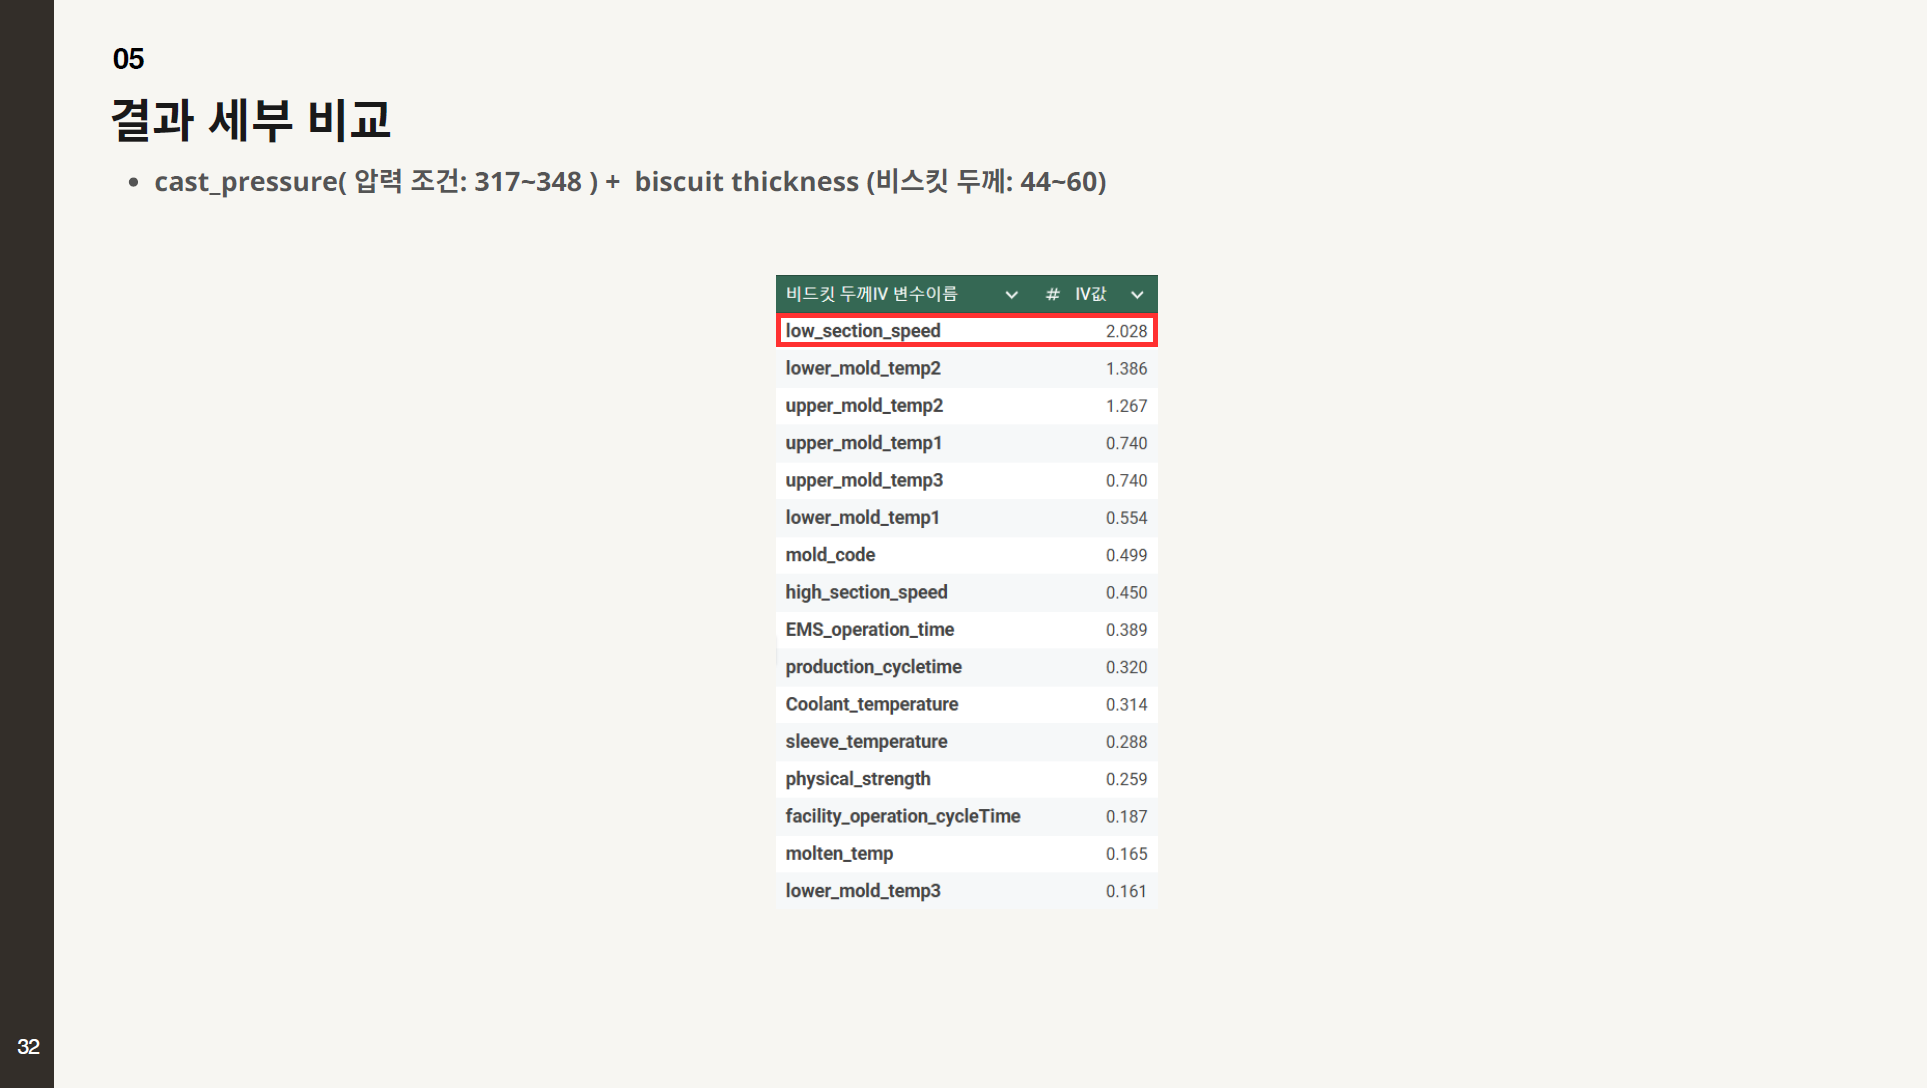 05
결과 세부 비교
• cast_pressure( 압력 조건: 317~348 ) + biscuit thickness (비스킷 두께: 44~60)
비드킷 두께IV 변수이름 # IV값
low_section_speed 2.028
lower_mold_temp2 1.386
upper_mold_temp2 1.267
upper_mold_temp1 0.740
upper_mold_temp3 0.740
lower_mold_temp1 0.554
mold_code 0.499
high_section_speed 0.450
EMS_operation_time 0.389
production_cycletime 0.320
Coolant_temperature 0.314
sleeve_temperature 0.288
physical_strength 0.259
facility_operation_cycleTime 0.187
molten_temp 0.165
lower_mold_temp3 0.161
32